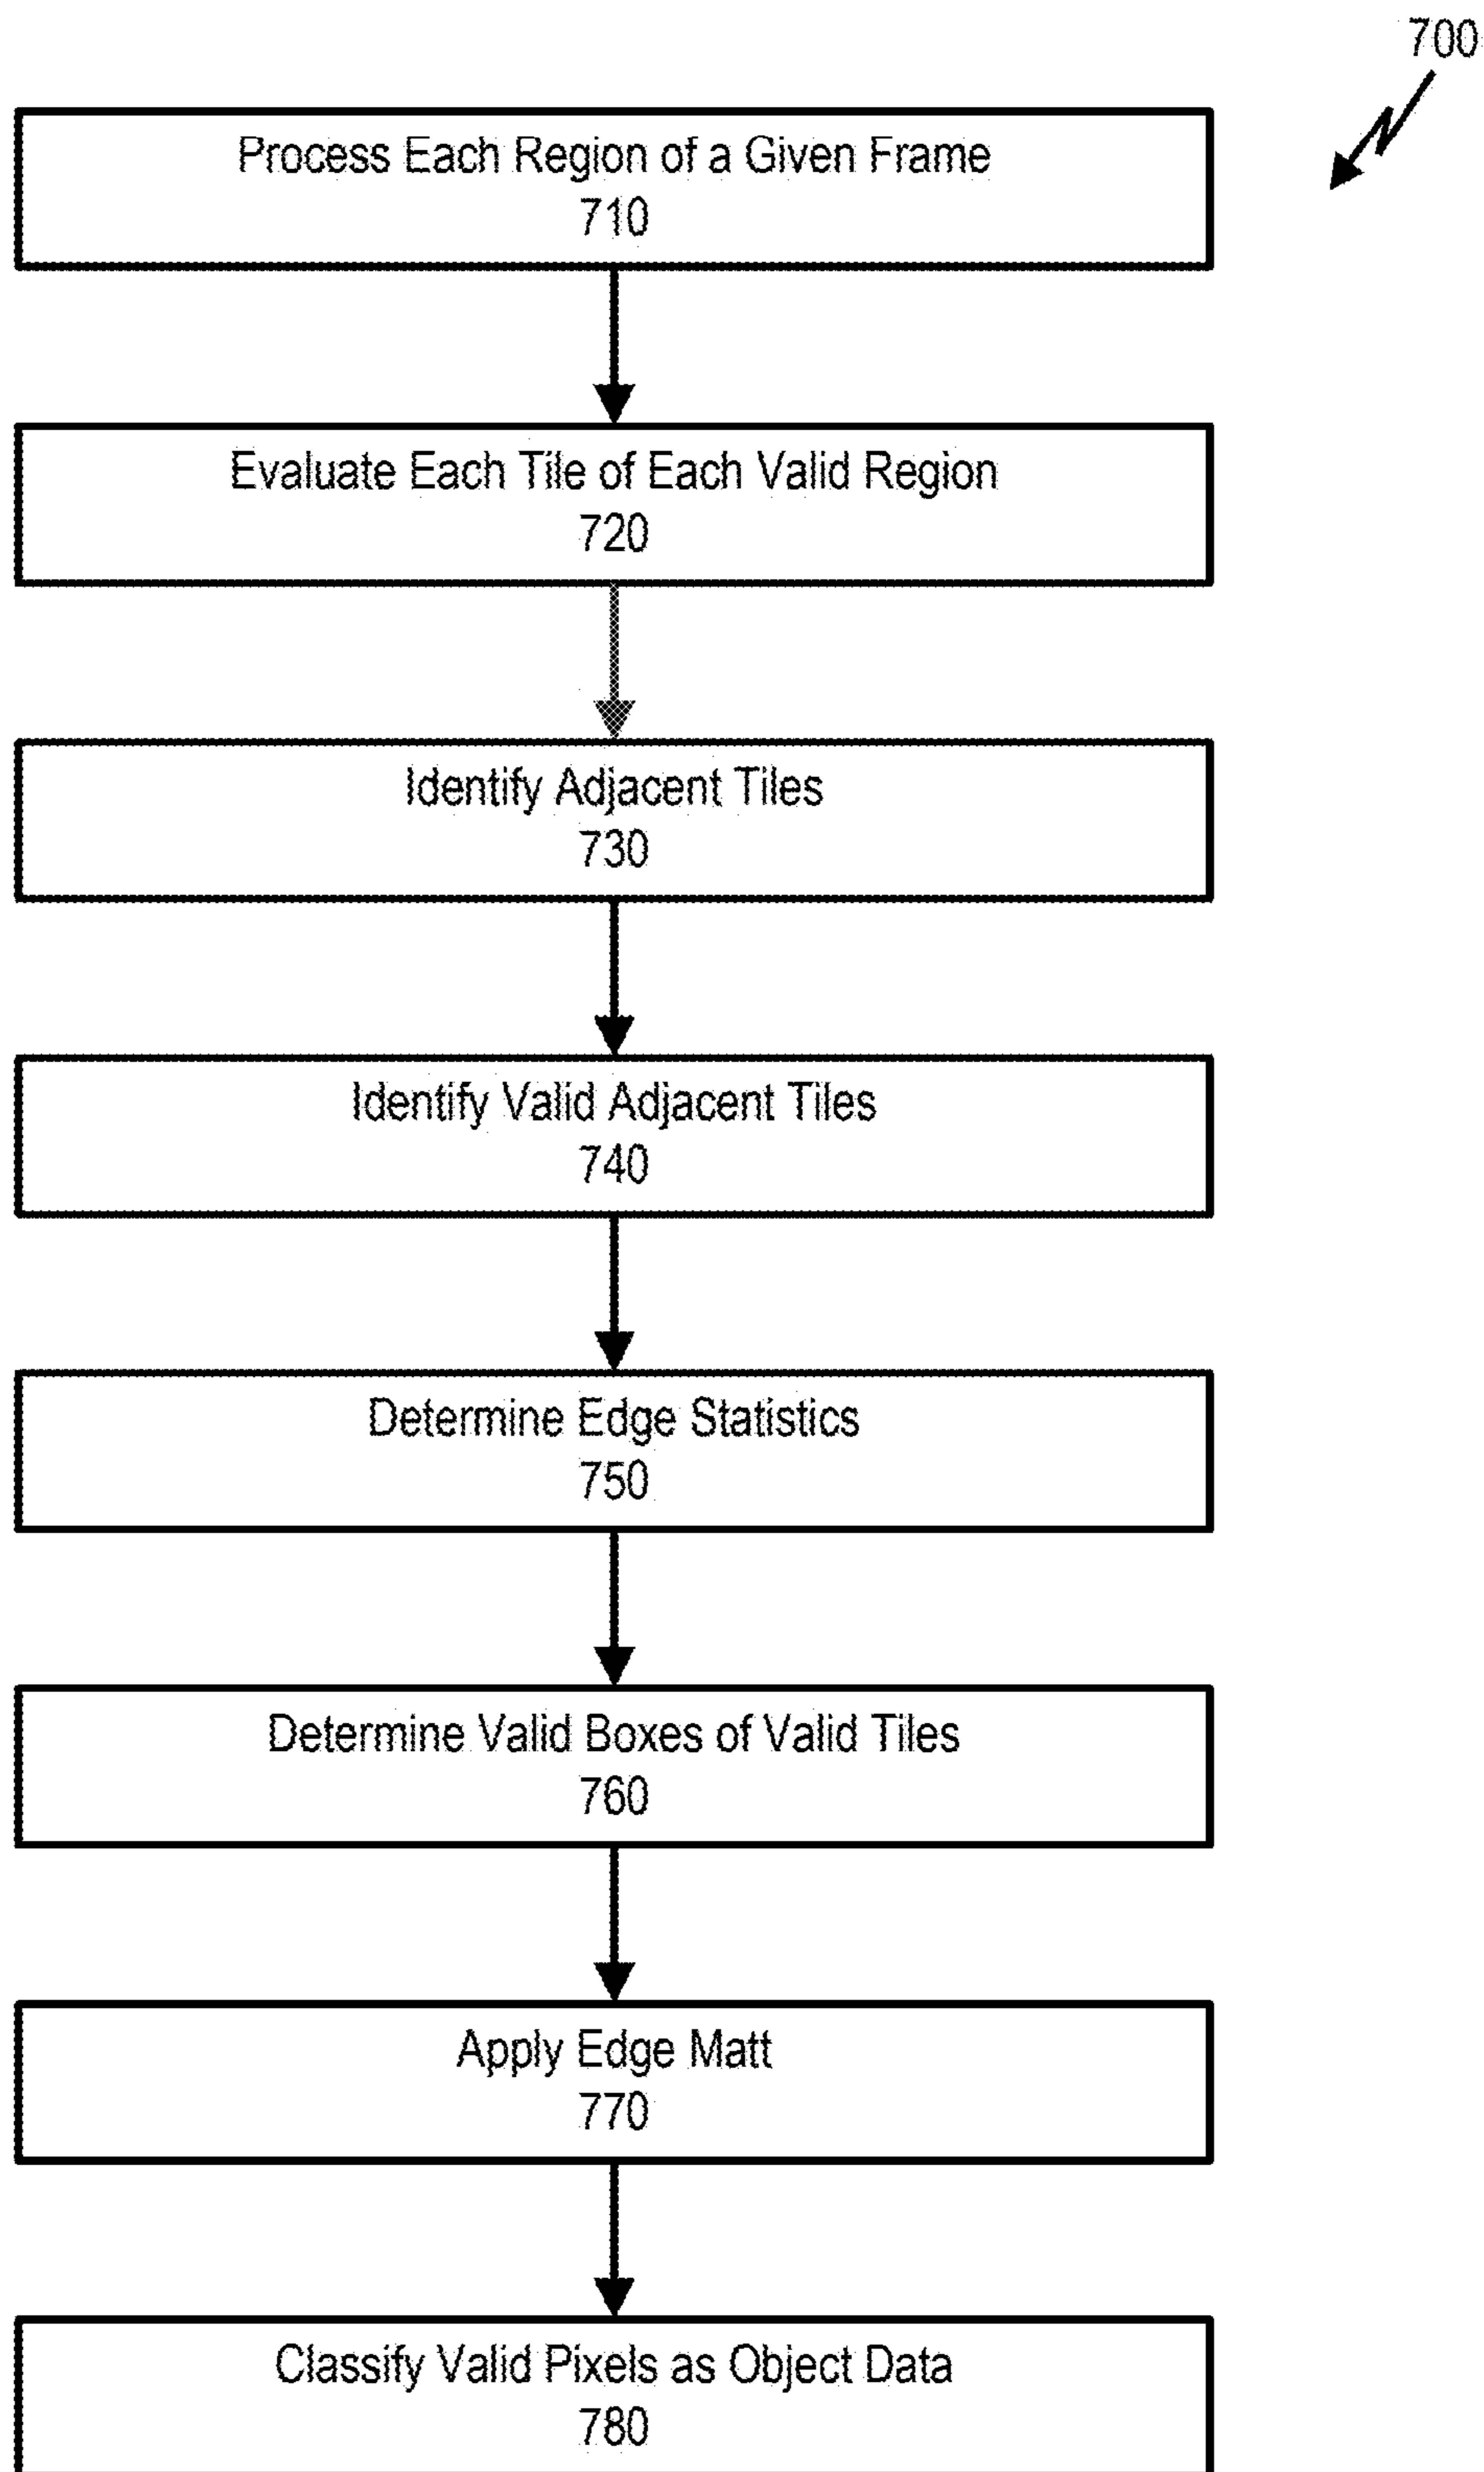 700
Process Each Region of a Given Frame
710
Evaluate Each Tile of Each Valid Region
720
Identify Adjacent Tiles
730
Identify Valid Adjacent Tiles
740
Determine Edge Statistics
750
Determine Valid Boxes of Valid Tiles
760
Apply Edge Matt
770
Classify Valid Pixels as Object Data
780